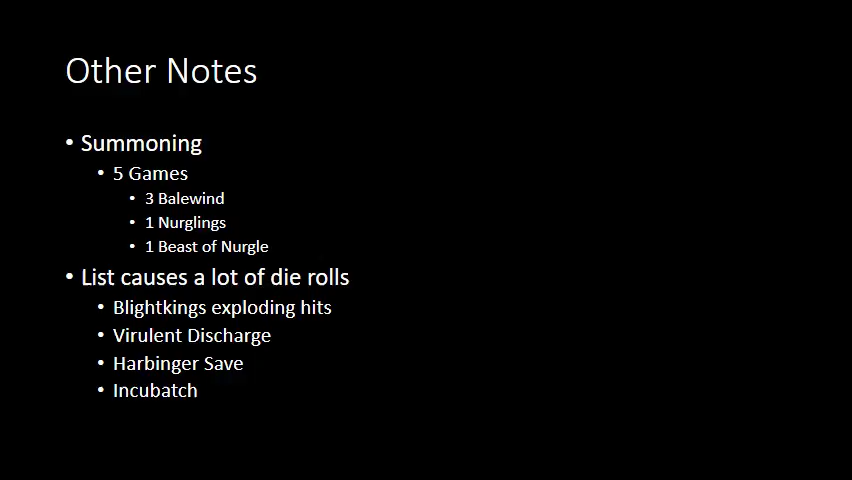 Other Notes
• Summoning
• 5 Games
• 3 Balewind
• 1 Nurglings
• 1 Beast of Nurgle
• List causes a lot of die rolls
• Blightkings exploding hits
• Virulent Discharge
• Harbinger Save
• Incubatch